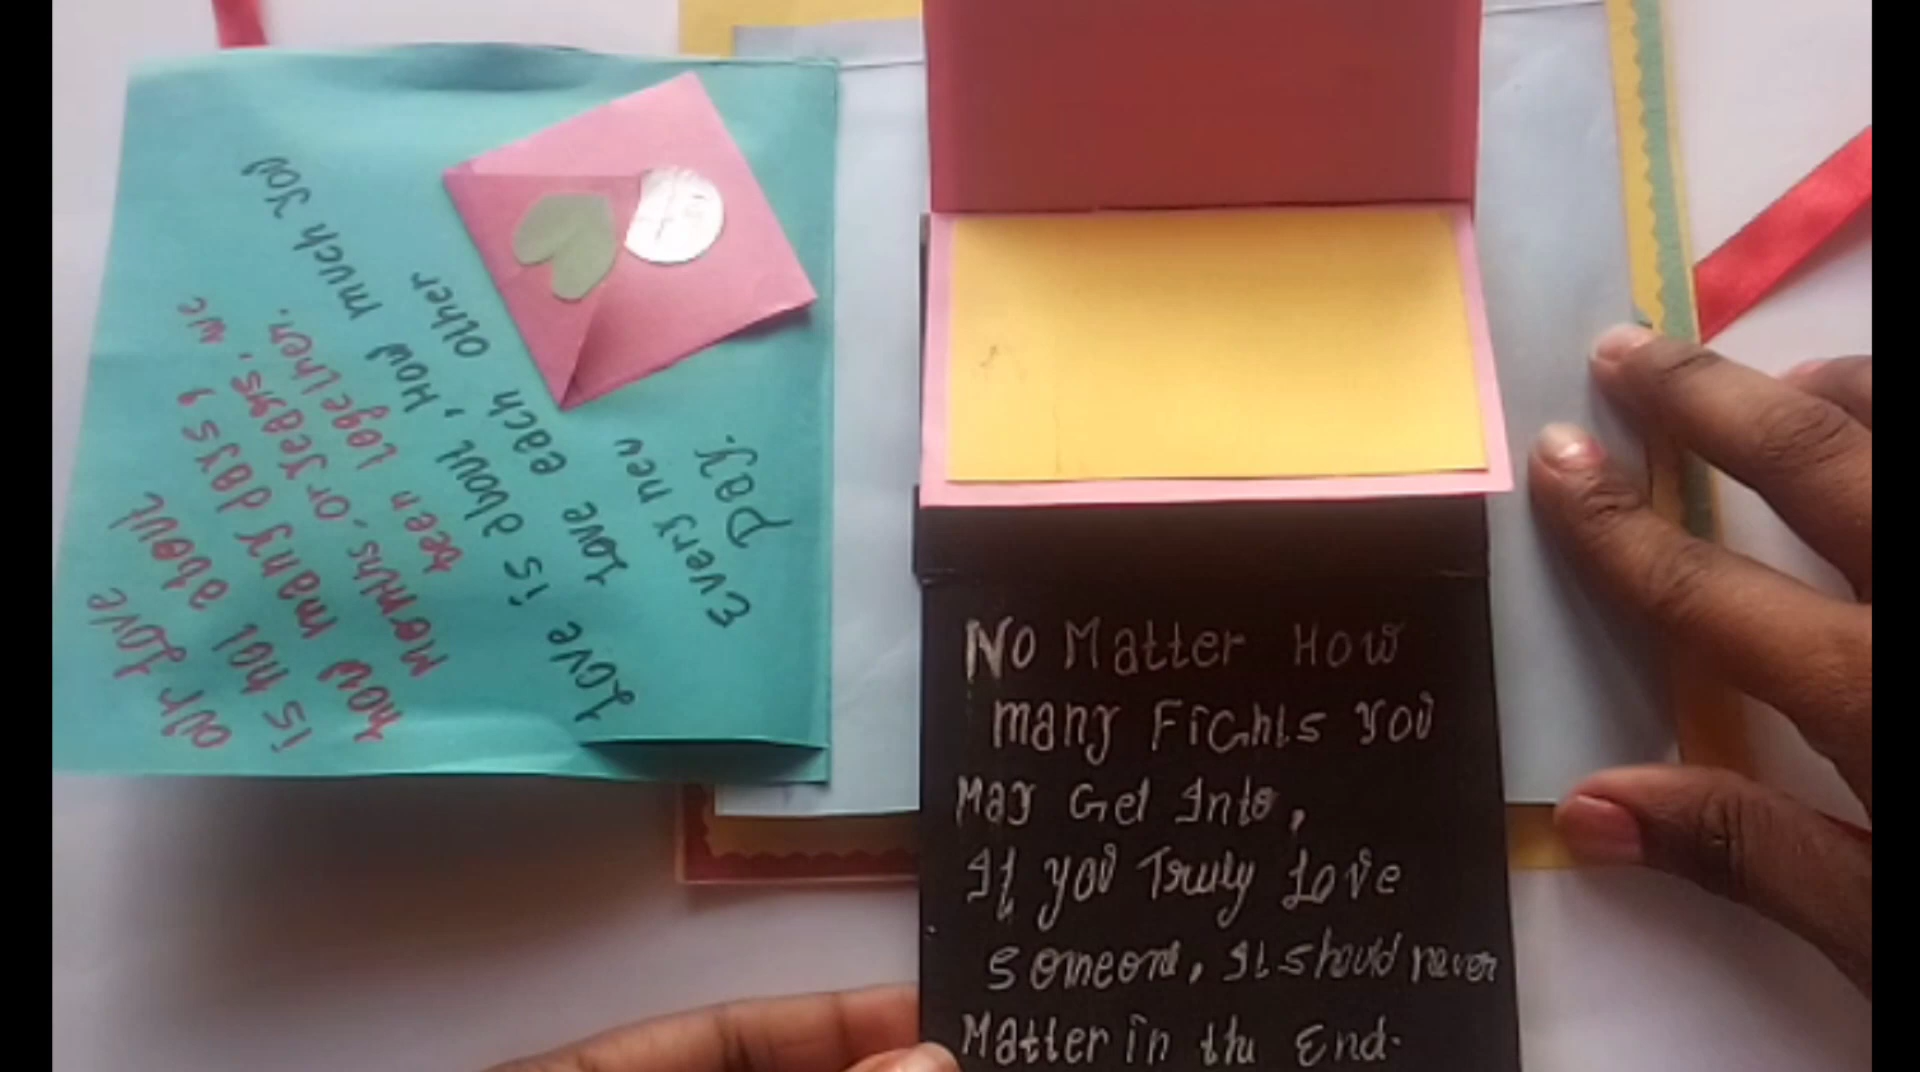 our Love
is not about
how many days,
Months. or years. we
been together.
Love is about, How much you
Love each other
Every new
Day.
No Matter How
many Fights You
May Get Into,
If you Truly Love
someone, It should never
Matter in the End.